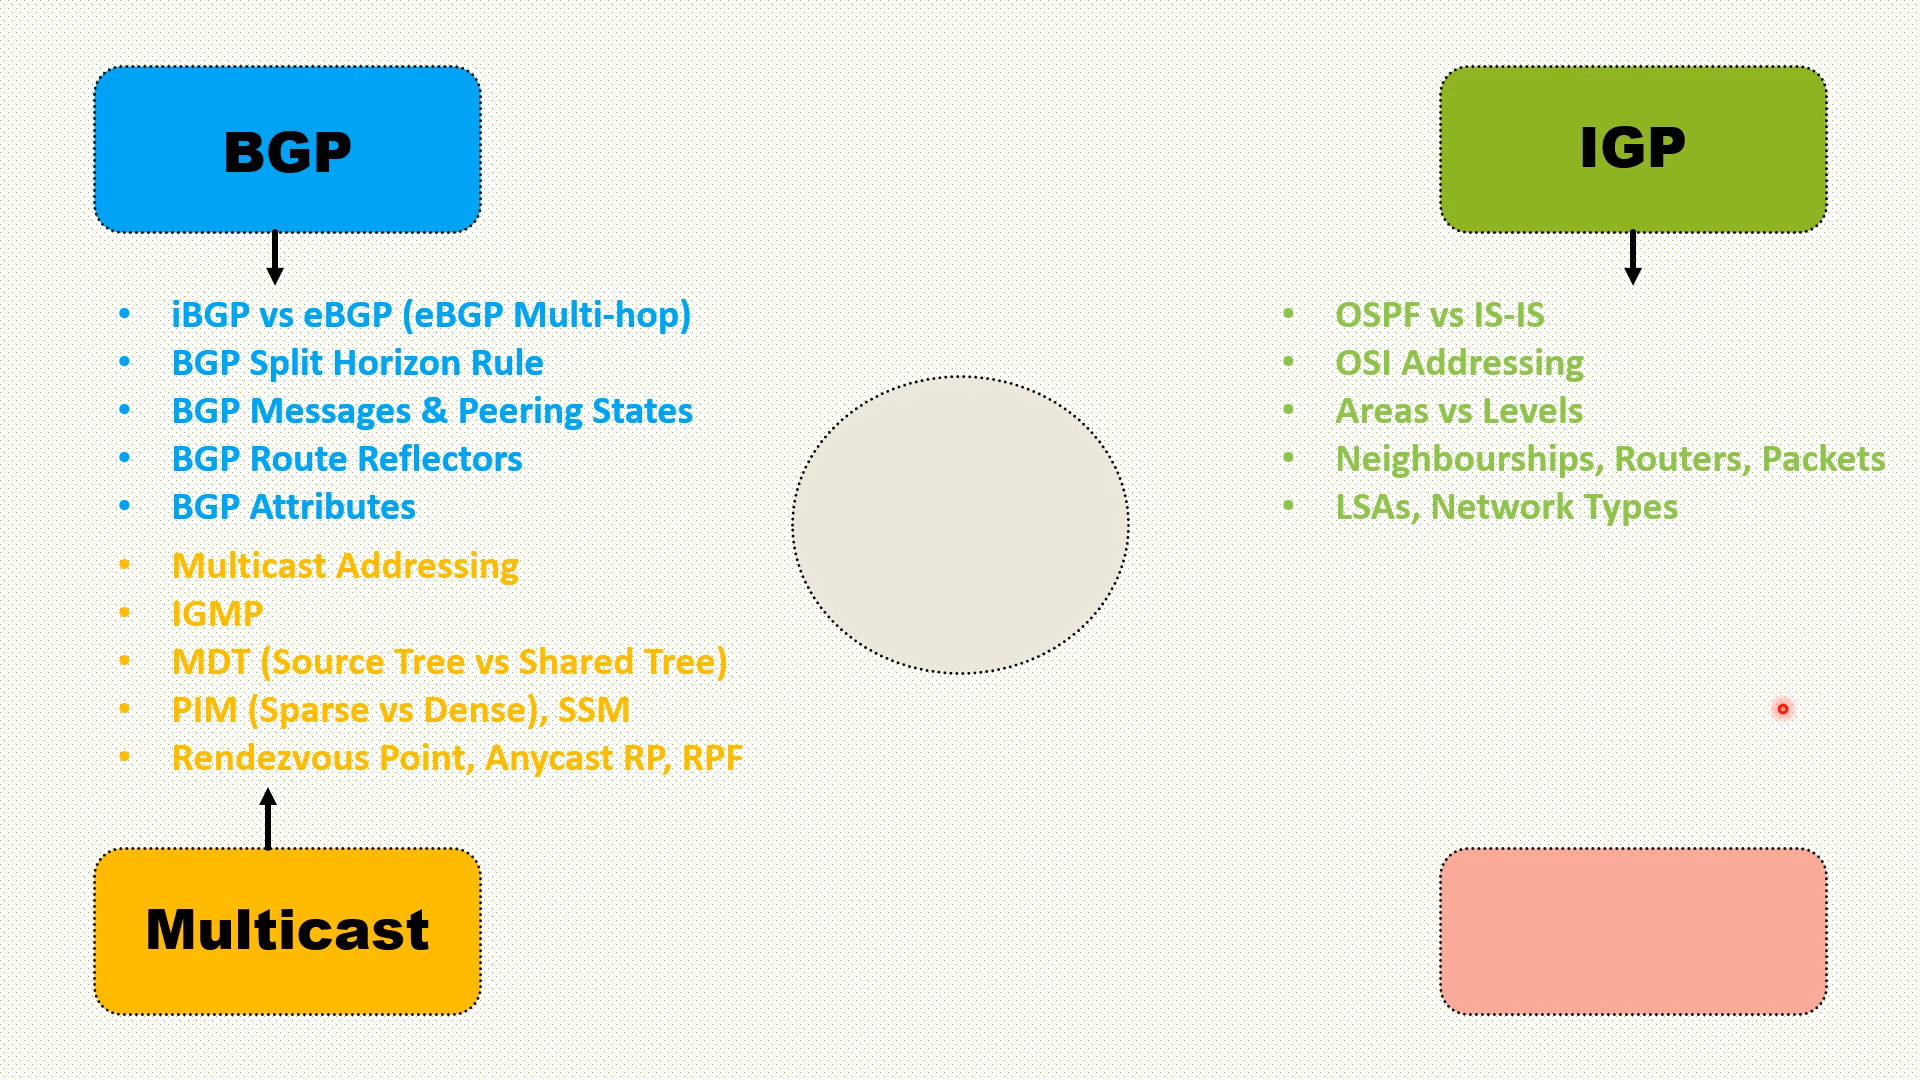 BGP
• iBGP vs eBGP (eBGP Multi-hop)
• BGP Split Horizon Rule
• BGP Messages & Peering States
• BGP Route Reflectors
• BGP Attributes
• Multicast Addressing
• IGMP
• MDT (Source Tree vs Shared Tree)
• PIM (Sparse vs Dense), SSM
• Rendezvous Point, Anycast RP, RPF
Multicast
IGP
• OSPF vs IS-IS
• OSI Addressing
• Areas vs Levels
• Neighbourships, Routers, Packets
• LSAs, Network Types